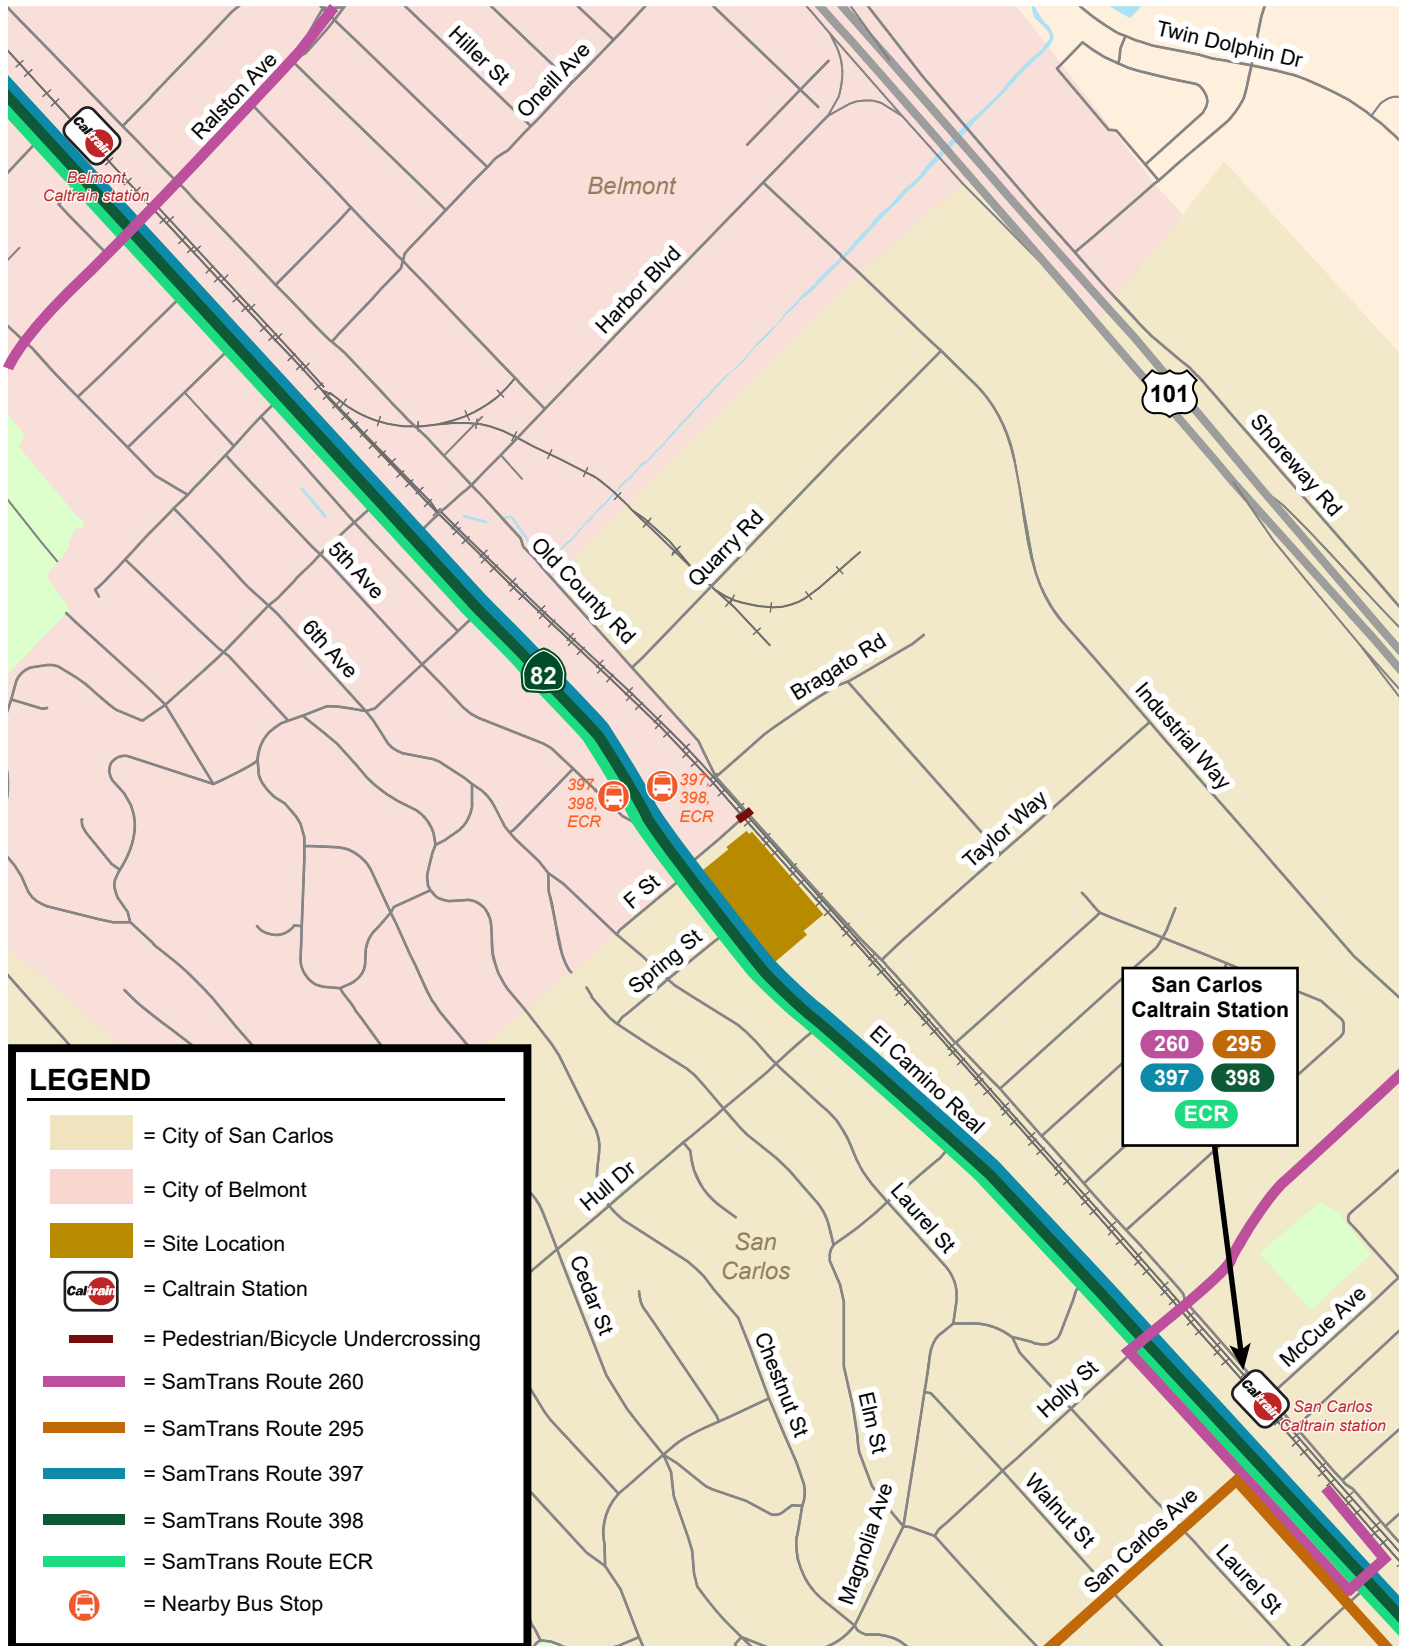 Twin Dolphin Dr
Hiller St
Oneill Ave
Ralston Ave
Caltrain
Belmont
Caltrain station
Belmont
Harbor Blvd
101
Shoreway Rd
Quarry Rd
Old County Rd
5th Ave
6th Ave
82
Bragato Rd
Industrial Way
397,
398,
ECR
397,
398,
ECR
Taylor Way
F St
Spring St
San Carlos
Caltrain Station
260
295
397
398
ECR
El Camino Real
Hull Dr
Laurel St
San
Carlos
Cedar St
Chestnut St
Elm St
Magnolia Ave
Holly St
McCue Ave
Caltrain
San Carlos
Caltrain station
Walnut St
San Carlos Ave
Laurel St
LEGEND
= City of San Carlos
= City of Belmont
= Site Location
Caltrain
= Caltrain Station
= Pedestrian/Bicycle Undercrossing
= SamTrans Route 260
= SamTrans Route 295
= SamTrans Route 397
= SamTrans Route 398
= SamTrans Route ECR
= Nearby Bus Stop